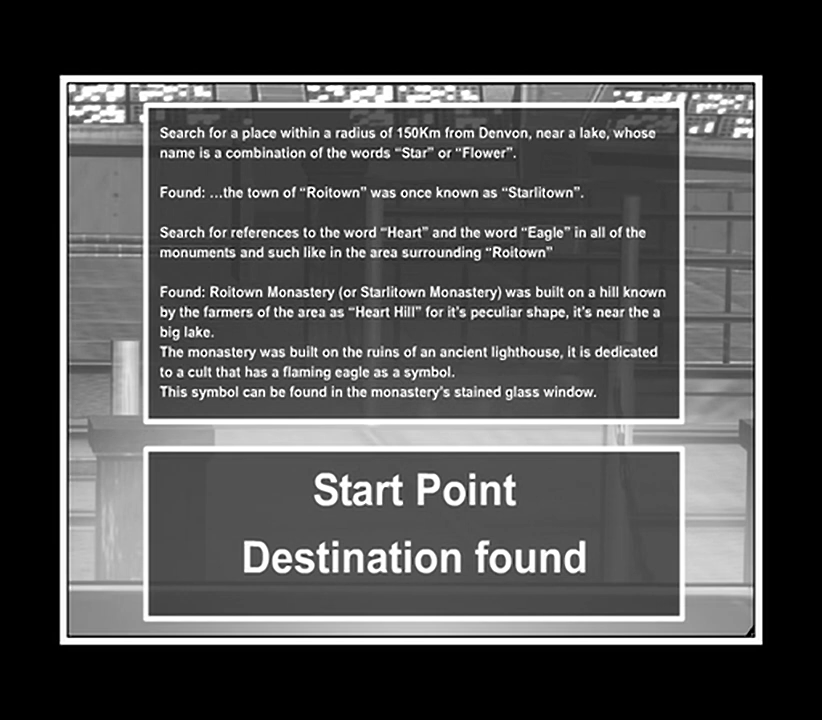 Search for a place within a radius of 150Km from Denvon, near a lake, whose
name is a combination of the words “Star” or “Flower”.
Found: ...the town of “Roitown” was once known as “Starlitown”.
Search for references to the word “Heart” and the word “Eagle” in all of the
monuments and such like in the area surrounding “Roitown”
Found: Roitown Monastery (or Starlitown Monastery) was built on a hill known
by the farmers of the area as “Heart Hill” for it’s peculiar shape, it’s near the a
big lake.
The monastery was built on the ruins of an ancient lighthouse, it is dedicated
to a cult that has a flaming eagle as a symbol.
This symbol can be found in the monastery’s stained glass window.
Start Point
Destination found